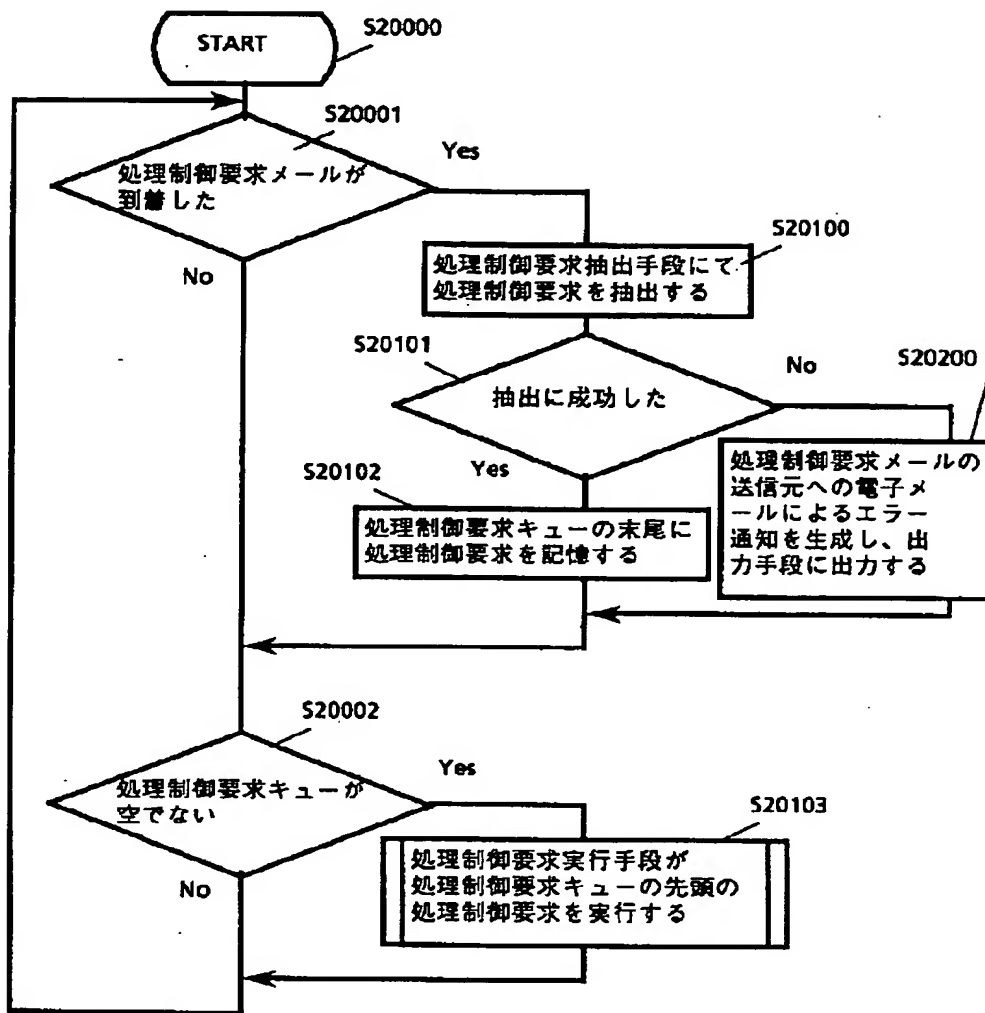 START
S20000
S20001
処理制御要求メールが
到着した
Yes
No
S20100
処理制御要求抽出手段にて
処理制御要求を抽出する
S20101
抽出に成功した
No
Yes
S20200
処理制御要求メールの
送信元への電子メ
ールによるエラー
通知を生成し、出
力手段に出力する
S20102
処理制御要求キューの末尾に
処理制御要求を記憶する
S20002
処理制御要求キューが
空でない
Yes
No
S20103
処理制御要求実行手段が
処理制御要求キューの先頭の
処理制御要求を実行する